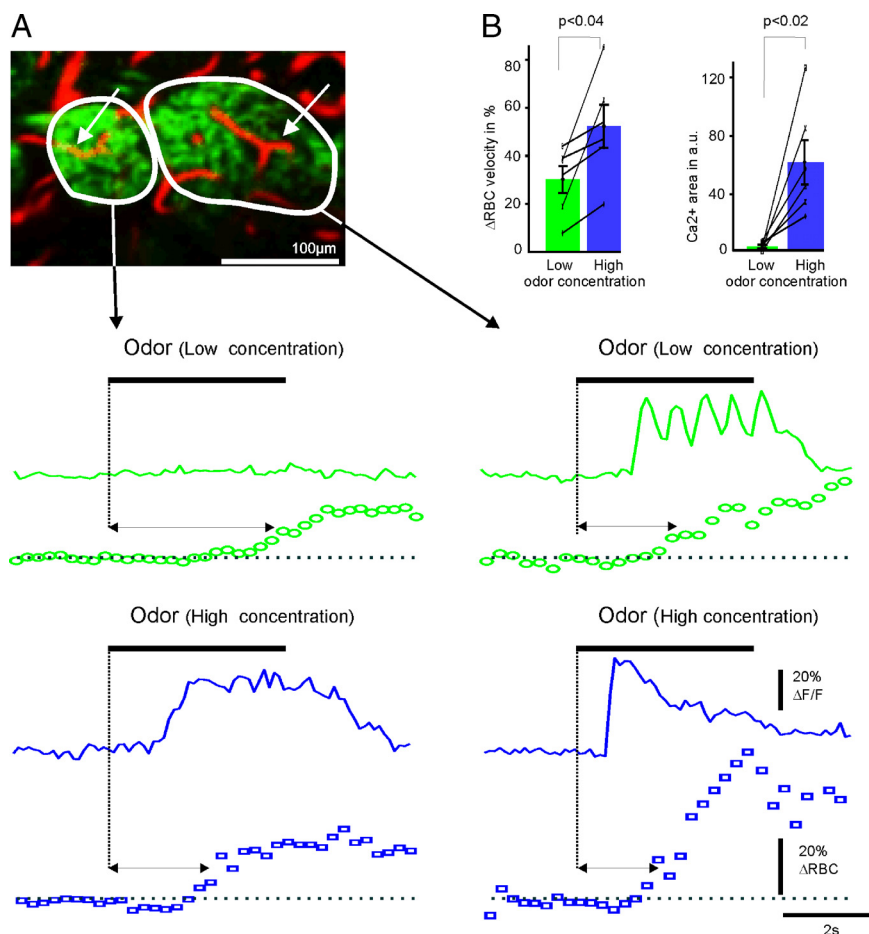 A
100µm
B
p<0.04
ΔRBC velocity in %
80
60
40
20
0
Low
High
odor concentration
p<0.02
Ca2+ area in a.u.
120
80
40
0
Low
High
odor concentration
Odor (Low concentration)
Odor (Low concentration)
Odor (High concentration)
Odor (High concentration)
20%
ΔF/F
20%
ΔRBC
2s